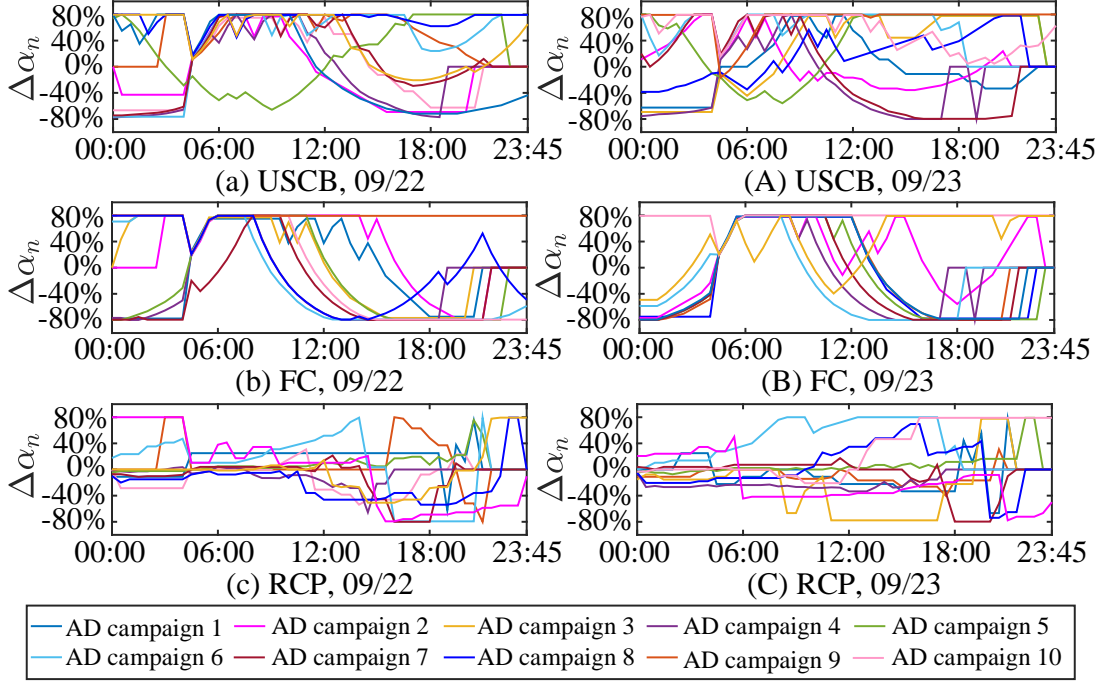 80% 80%
40% 40%
0% 0%
-40% -40%
-80% -80%
Δα_n Δα_n
00:00 06:00 12:00 18:00 23:45 00:00 06:00 12:00 18:00 23:45
(a) USCB, 09/22 (A) USCB, 09/23
80% 80%
40% 40%
0% 0%
-40% -40%
-80% -80%
Δα_n Δα_n
00:00 06:00 12:00 18:00 23:45 00:00 06:00 12:00 18:00 23:45
(b) FC, 09/22 (B) FC, 09/23
80% 80%
40% 40%
0% 0%
-40% -40%
-80% -80%
Δα_n Δα_n
00:00 06:00 12:00 18:00 23:45 00:00 06:00 12:00 18:00 23:45
(c) RCP, 09/22 (C) RCP, 09/23
AD campaign 1 AD campaign 2 AD campaign 3 AD campaign 4 AD campaign 5
AD campaign 6 AD campaign 7 AD campaign 8 AD campaign 9 AD campaign 10